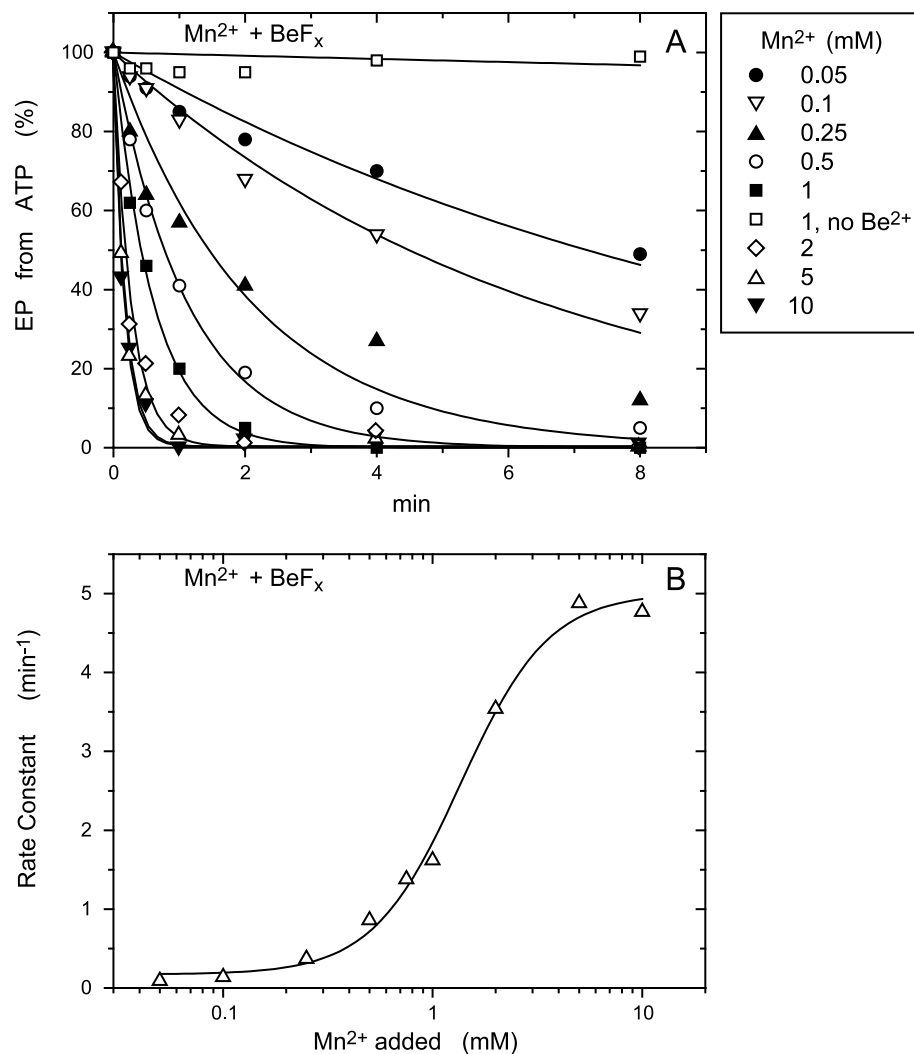 Mn2+ + BeFx
A
EP from ATP (%)
100
80
60
40
20
0
0
2
4
6
8
min
Mn2+ (mM)
0.05
0.1
0.25
0.5
1
1, no Be2+
2
5
10
Mn2+ + BeFx
B
Rate Constant (min-1)
5
4
3
2
1
0
0.1
1
10
Mn2+ added (mM)